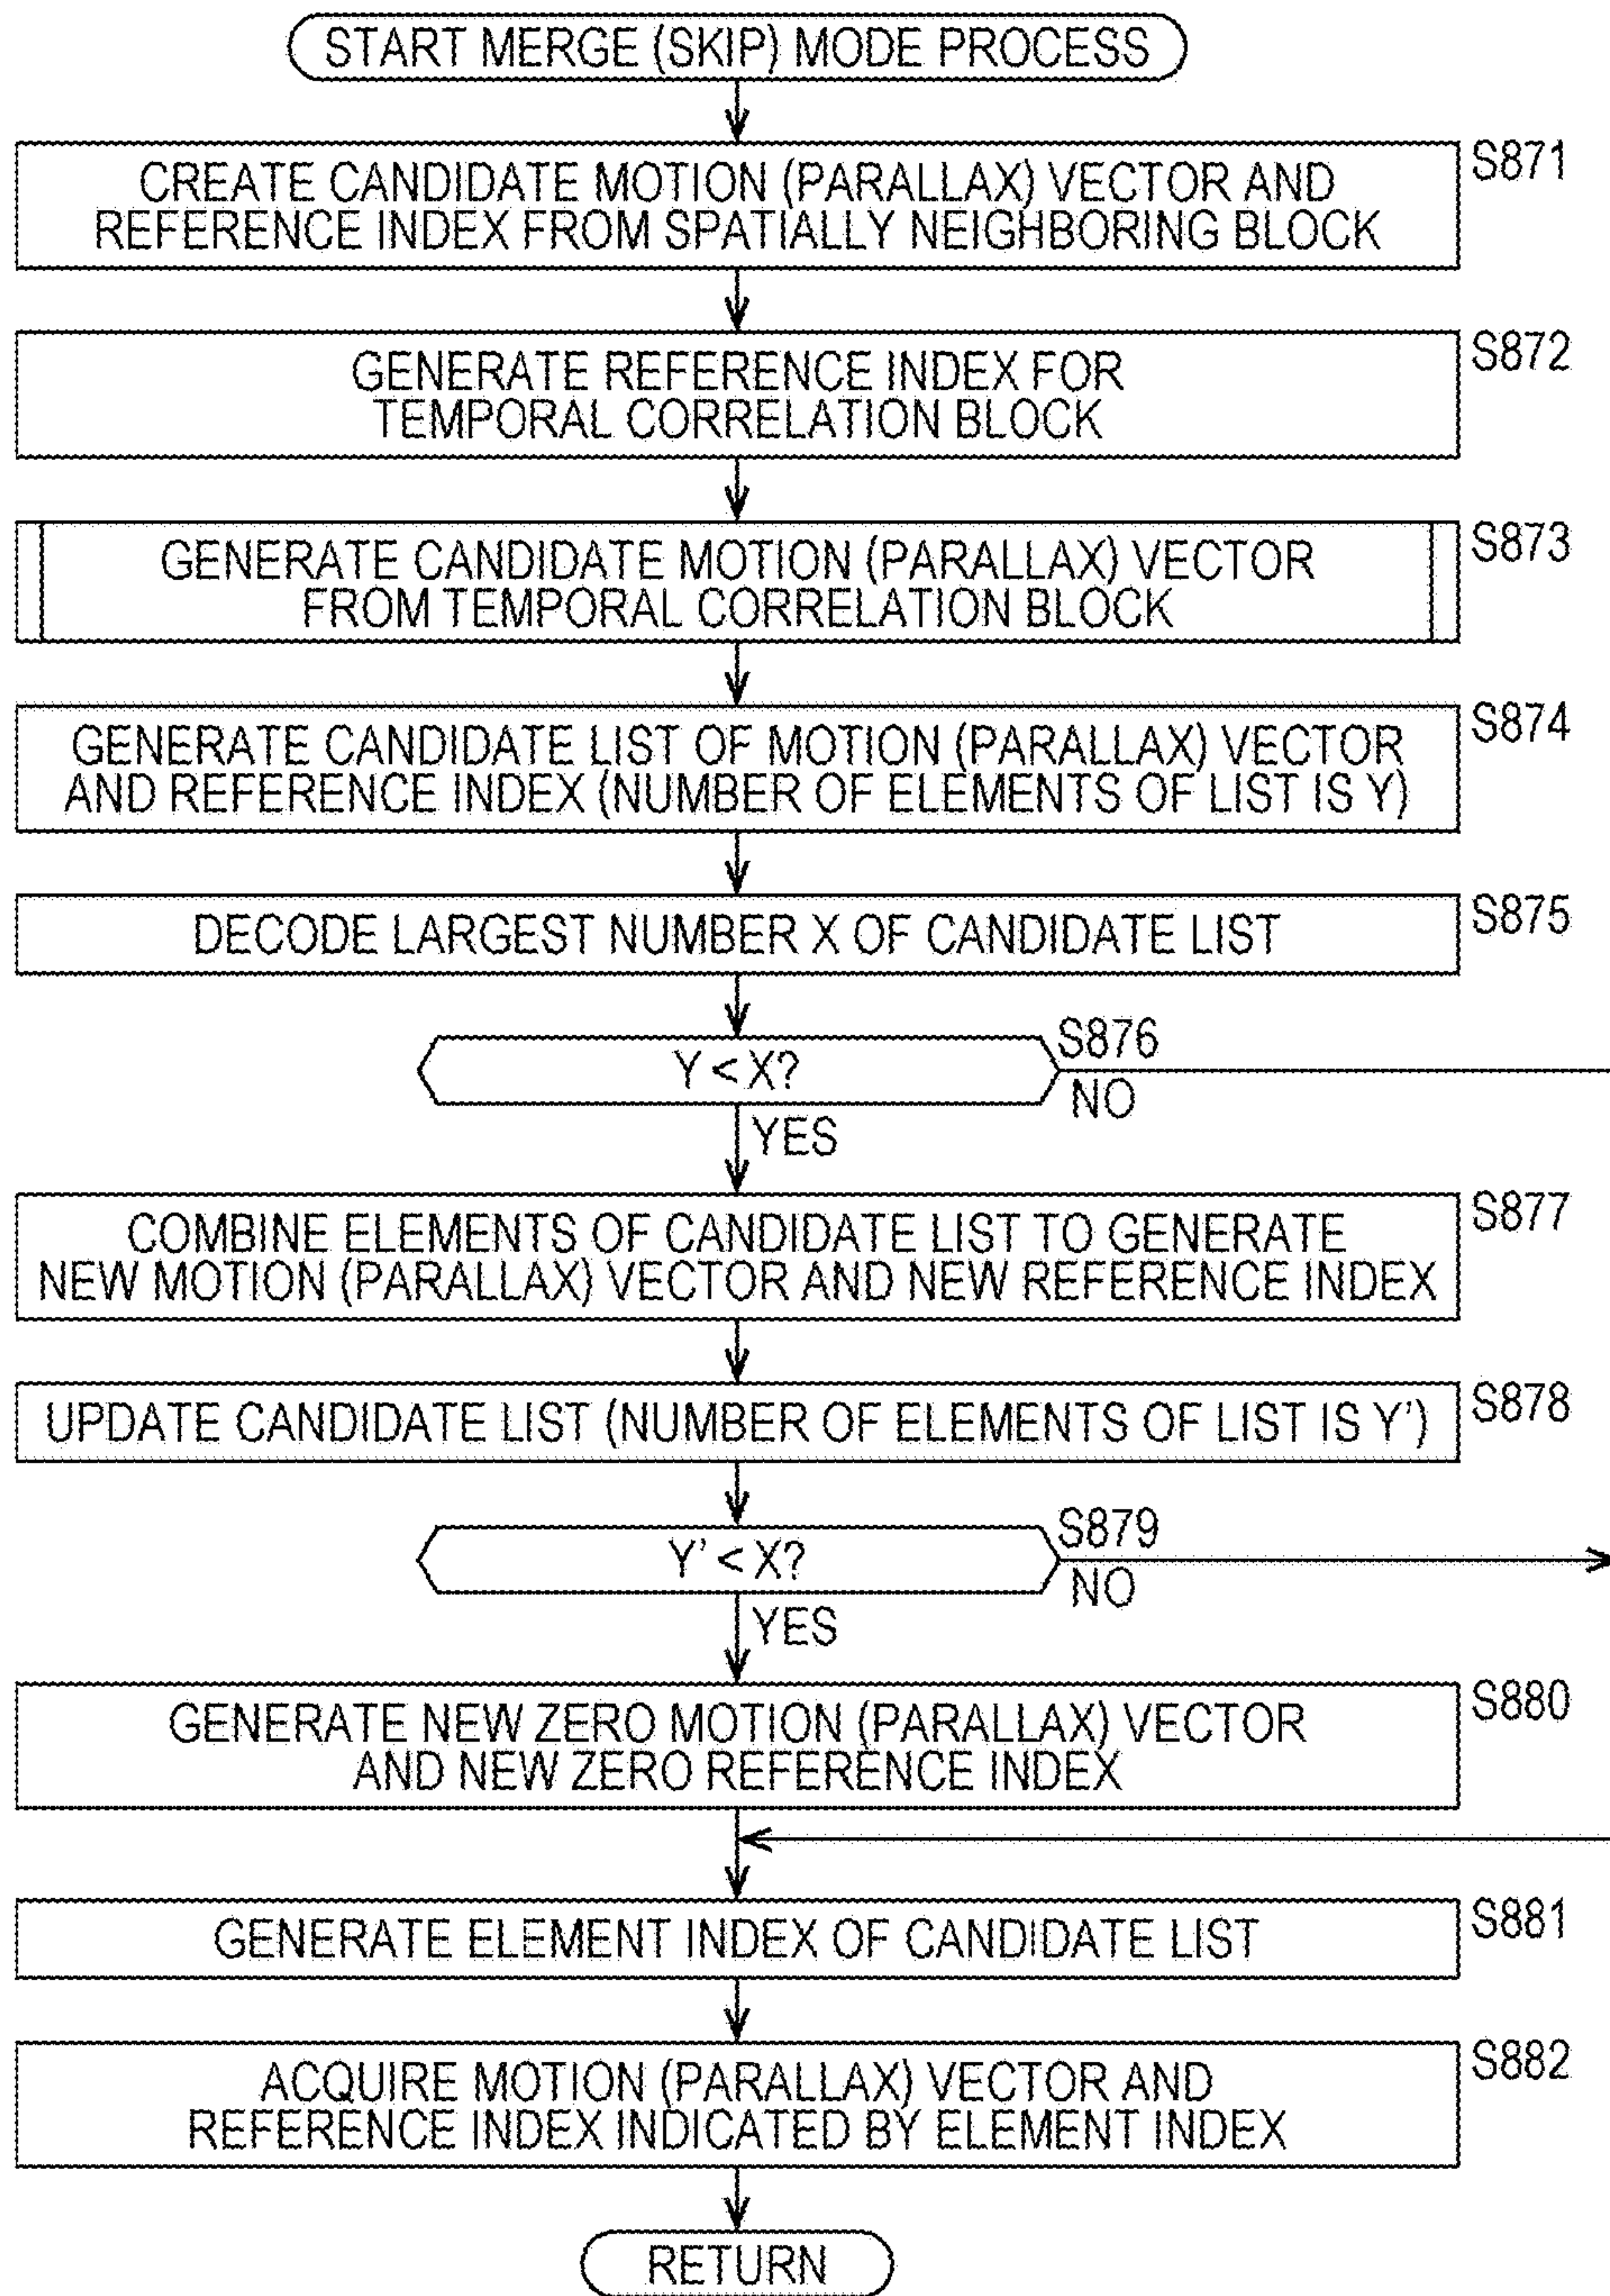 START MERGE (SKIP) MODE PROCESS
S871
CREATE CANDIDATE MOTION (PARALLAX) VECTOR AND
REFERENCE INDEX FROM SPATIALLY NEIGHBORING BLOCK
S872
GENERATE REFERENCE INDEX FOR
TEMPORAL CORRELATION BLOCK
S873
GENERATE CANDIDATE MOTION (PARALLAX) VECTOR
FROM TEMPORAL CORRELATION BLOCK
S874
GENERATE CANDIDATE LIST OF MOTION (PARALLAX) VECTOR
AND REFERENCE INDEX (NUMBER OF ELEMENTS OF LIST IS Y)
S875
DECODE LARGEST NUMBER X OF CANDIDATE LIST
S876
Y < X?
NO
YES
S877
COMBINE ELEMENTS OF CANDIDATE LIST TO GENERATE
NEW MOTION (PARALLAX) VECTOR AND NEW REFERENCE INDEX
S878
UPDATE CANDIDATE LIST (NUMBER OF ELEMENTS OF LIST IS Y')
S879
Y' < X?
NO
YES
S880
GENERATE NEW ZERO MOTION (PARALLAX) VECTOR
AND NEW ZERO REFERENCE INDEX
S881
GENERATE ELEMENT INDEX OF CANDIDATE LIST
S882
ACQUIRE MOTION (PARALLAX) VECTOR AND
REFERENCE INDEX INDICATED BY ELEMENT INDEX
RETURN